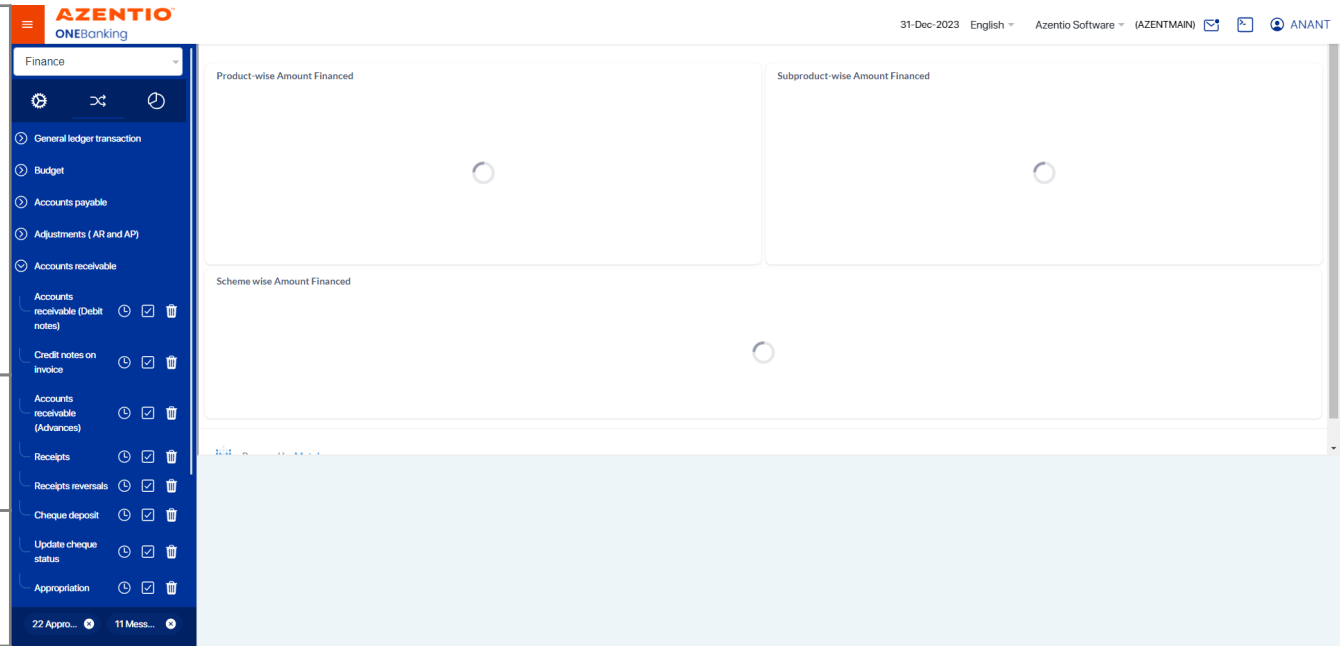 AZENTIO
ONEBanking
31-Dec-2023 English Azentio Software (AZENTMAIN) ANANT
Finance
General ledger transaction
Budget
Accounts payable
Adjustments ( AR and AP)
Accounts receivable
Accounts
receivable (Debit
notes)
Credit notes on
invoice
Accounts
receivable
(Advances)
Receipts
Receipts reversals
Cheque deposit
Update cheque
status
Appropriation
22 Appro... 11 Mess...
Product-wise Amount Financed
Subproduct-wise Amount Financed
Scheme wise Amount Financed